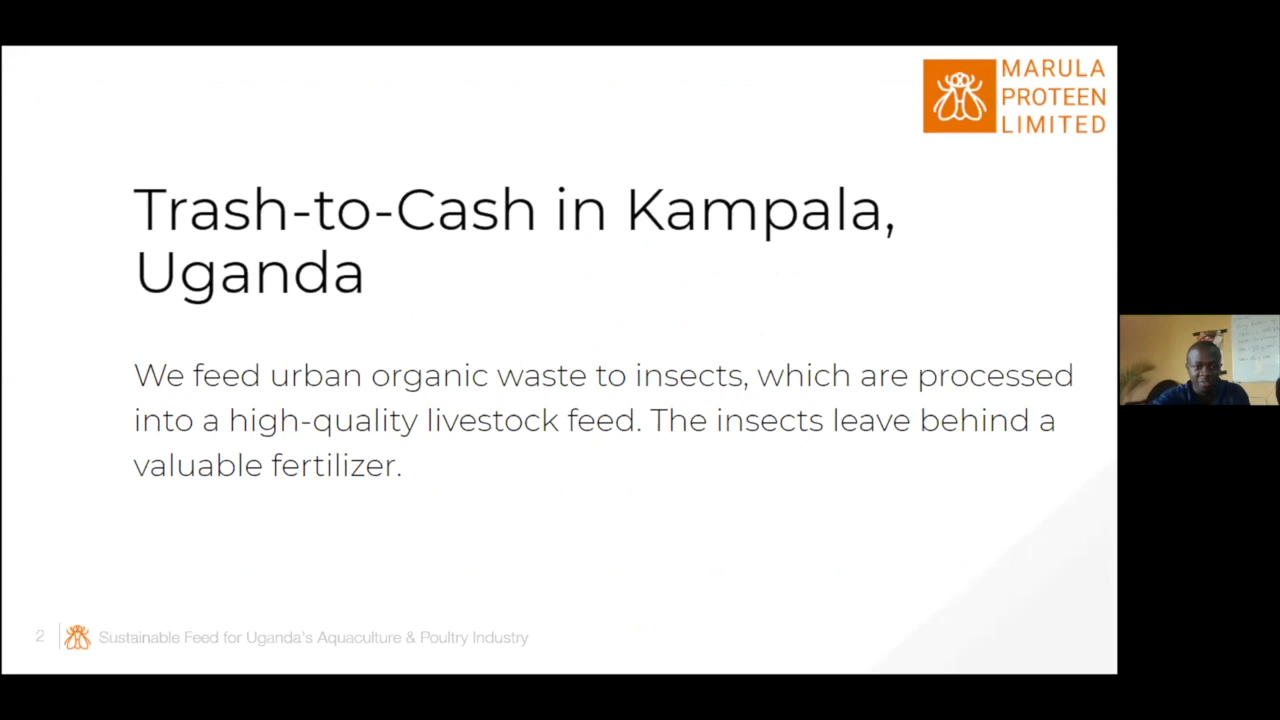 MARULA
PROTEEN
LIMITED
Trash-to-Cash in Kampala,
Uganda
We feed urban organic waste to insects, which are processed
into a high-quality livestock feed. The insects leave behind a
valuable fertilizer.
2
Sustainable Feed for Uganda's Aquaculture & Poultry Industry